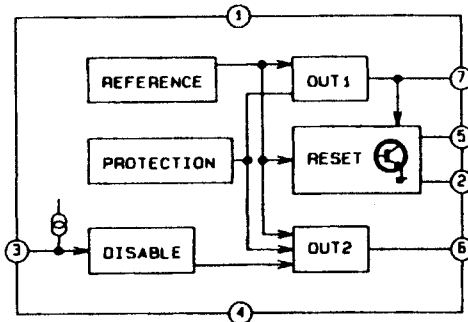 1
REFERENCE
OUT1
7
PROTECTION
RESET
5
2
3
DISABLE
OUT2
6
4